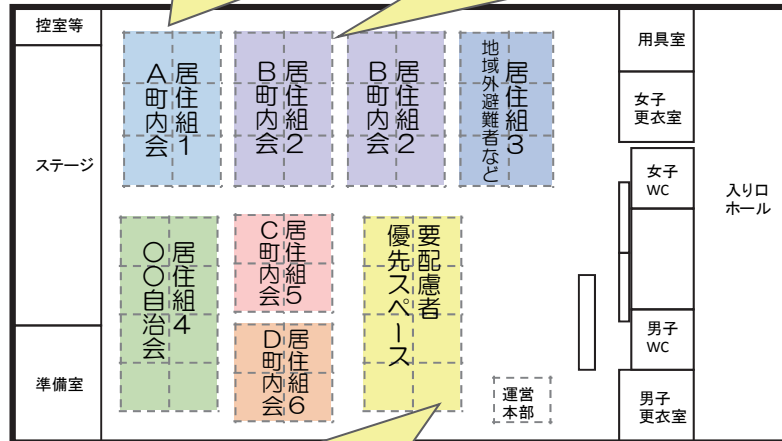 控室等
ステージ
準備室
居住組1
A町内会
居住組2
B町内会
居住組2
B町内会
居住組3
地域外避難者など
居住組4
〇〇自治会
居住組5
C町内会
居住組6
D町内会
要配慮者
優先スペース
運営
本部
用具室
女子
更衣室
女子
WC
男子
WC
男子
更衣室
入り口
ホール